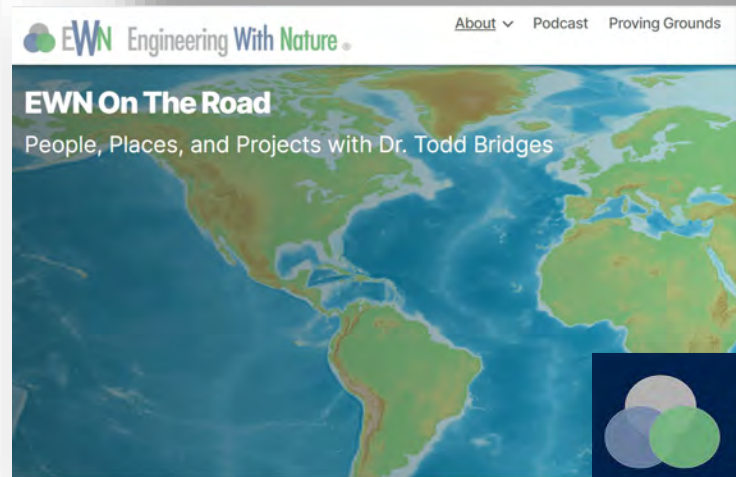 EWN Engineering With Nature ®
About Podcast Proving Grounds
EWN On The Road
People, Places, and Projects with Dr. Todd Bridges